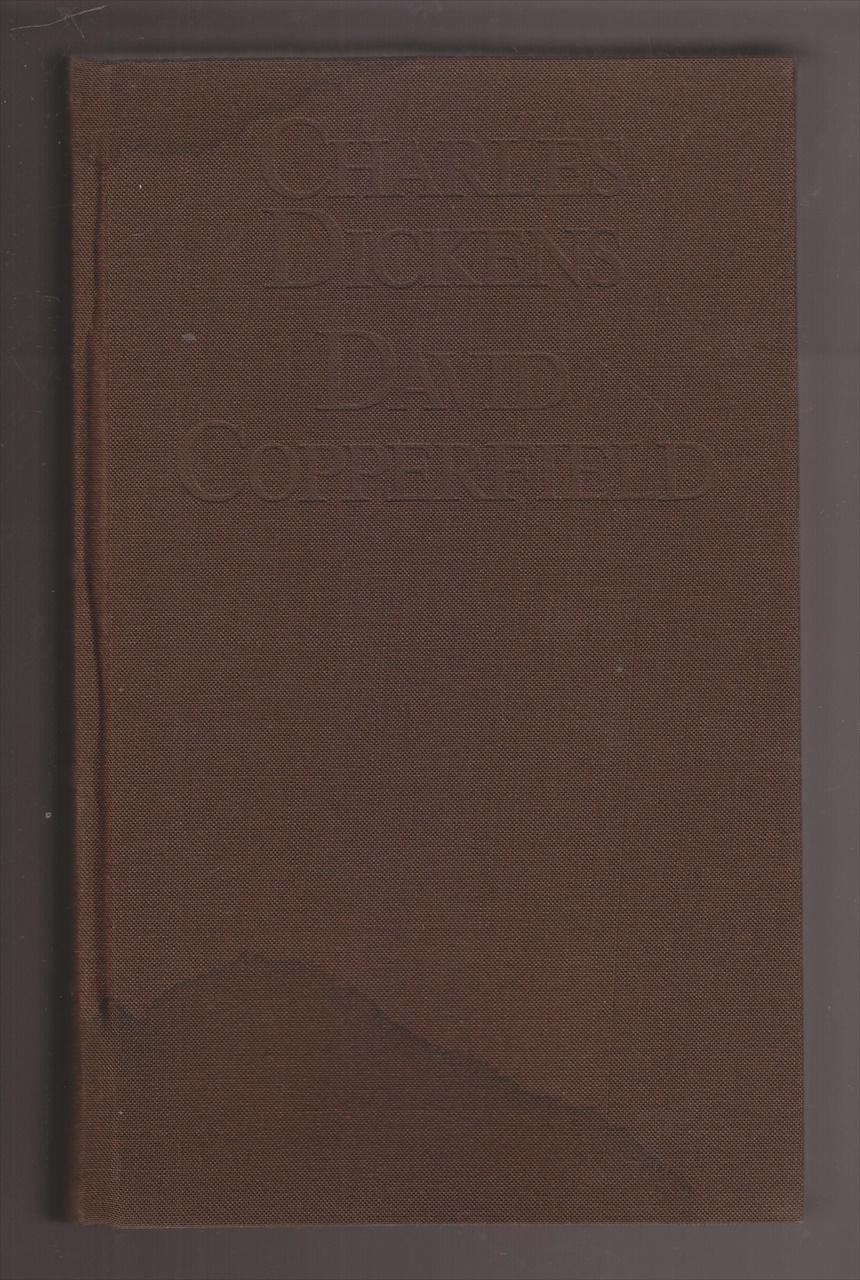 CHARLES
DICKENS
DAVID
COPPERFIELD